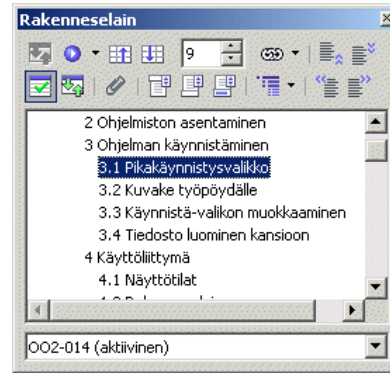 Rakenneselain
9
2 Ohjelmiston asentaminen
3 Ohjelman käynnistäminen
3.1 Pikakäynnistysvalikko
3.2 Kuvake työpöydälle
3.3 Käynnistä-valikon muokkaaminen
3.4 Tiedosto luominen kansioon
4 Käyttöliittymä
4.1 Näyttötilat
OO2-014 (aktiivinen)